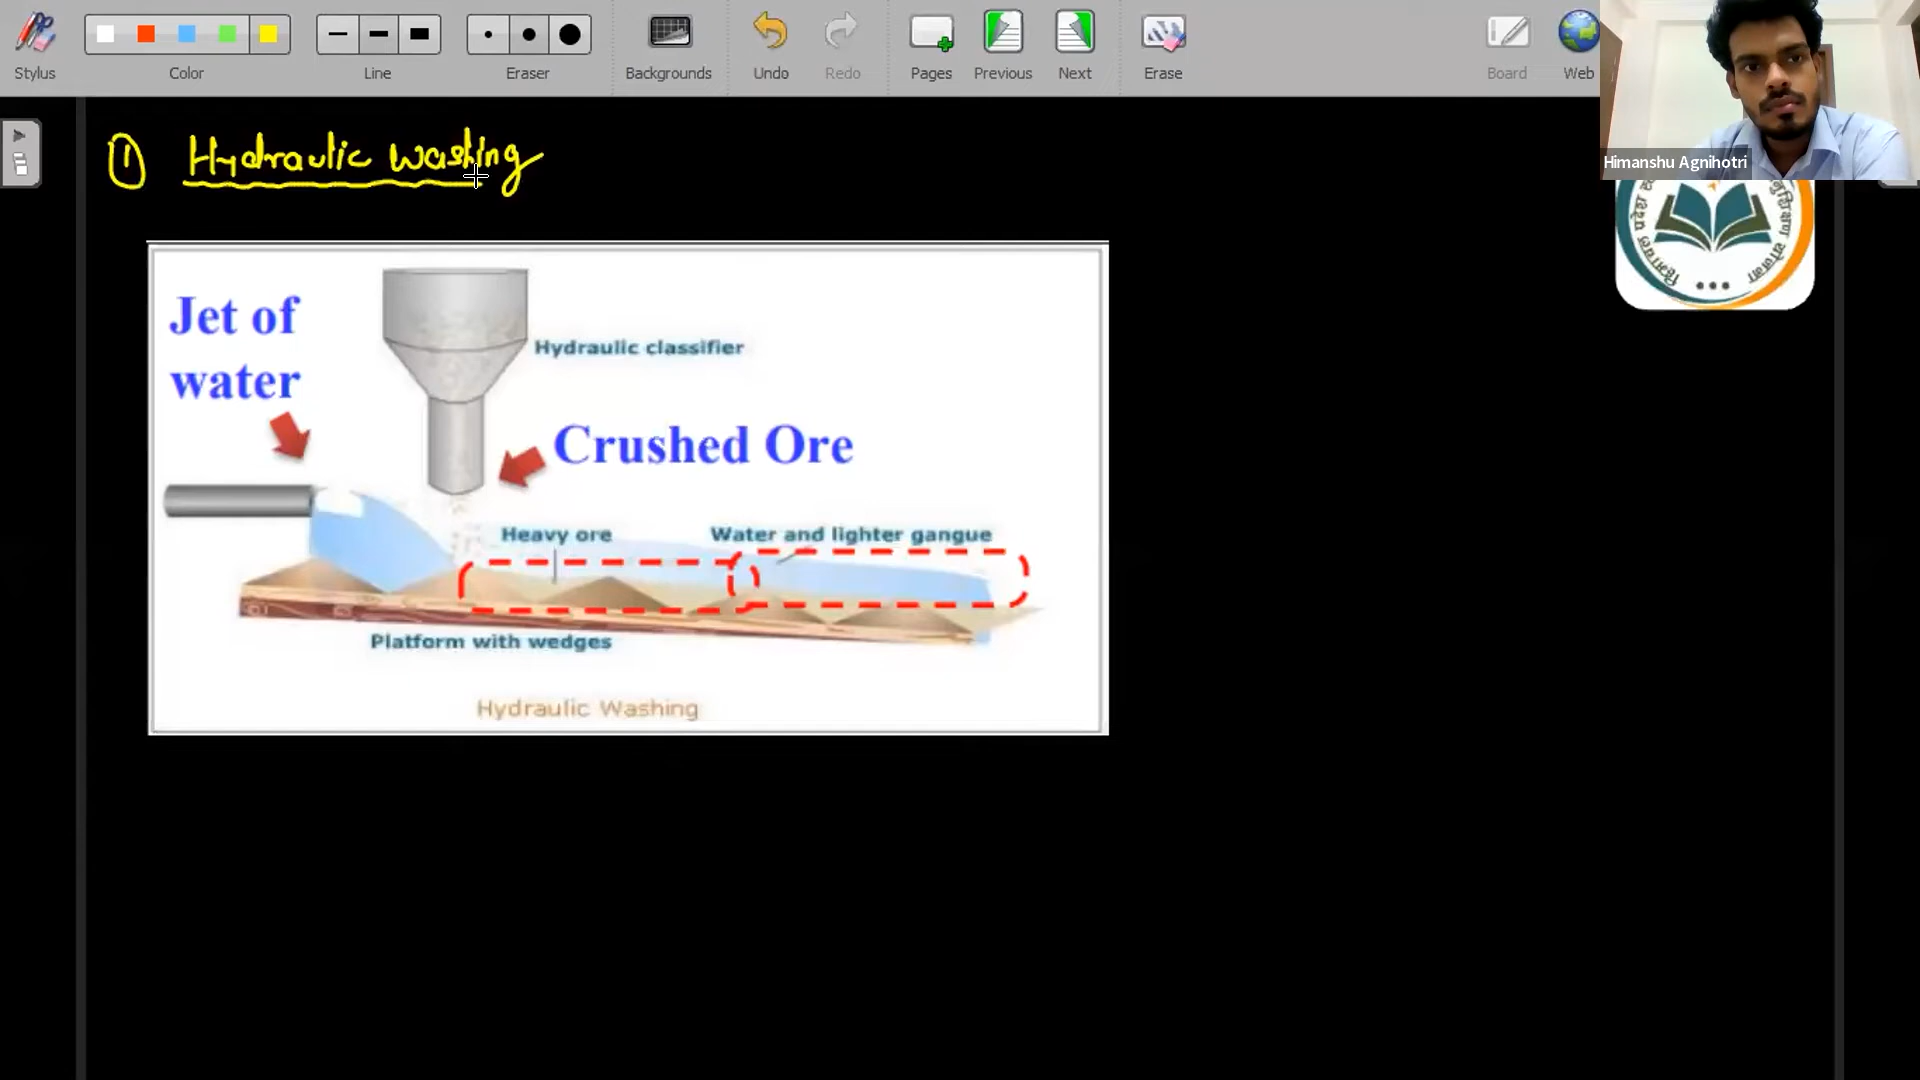 Stylus
Color
Line
Eraser
Backgrounds
Undo
Redo
Pages
Previous
Next
Erase
Board
Web
Himanshu Agnihotri
① Hydraulic Washing
Jet of
water
Hydraulic classifier
Crushed Ore
Heavy ore
Water and lighter gangue
Platform with wedges
Hydraulic Washing